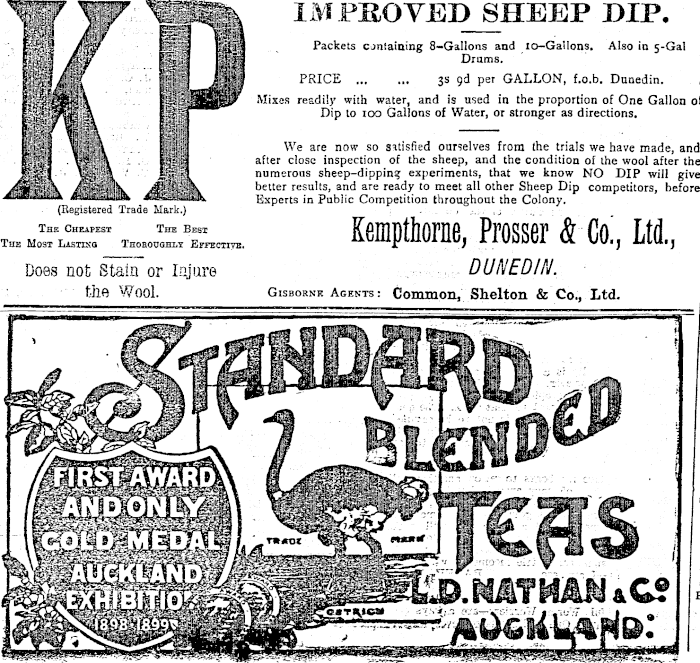 KP
(Registered Trade Mark.)
THE CHEAPEST THE BEST
THE MOST LASTING THOROUGHLY EFFECTIVE.
Does not Stain or Injure
the Wool.
IMPROVED SHEEP DIP.
Packets containing 8-Gallons and 10-Gallons. Also in 5-Gal
Drums.
PRICE ... ... 3s 9d per GALLON, f.o.b. Dunedin.
Mixes readily with water, and is used in the proportion of One Gallon of
Dip to 100 Gallons of Water, or stronger as directions.
We are now so satisfied ourselves from the trials we have made, and
after close inspection of the sheep, and the condition of the wool after the
numerous sheep-dipping experiments, that we know NO DIP will give
better results, and are ready to meet all other Sheep Dip competitors, before
Experts in Public Competition throughout the Colony.
Kempthorne, Prosser & Co., Ltd.,
DUNEDIN.
GISBORNE AGENTS: Common, Shelton & Co., Ltd.
STANDARD
BLENDED
TEAS
FIRST AWARD
AND ONLY
GOLD MEDAL
AUCKLAND
EXHIBITION
1898-1899
TRADE MARK
OSTRICH
L.D. NATHAN & Co
AUCKLAND: